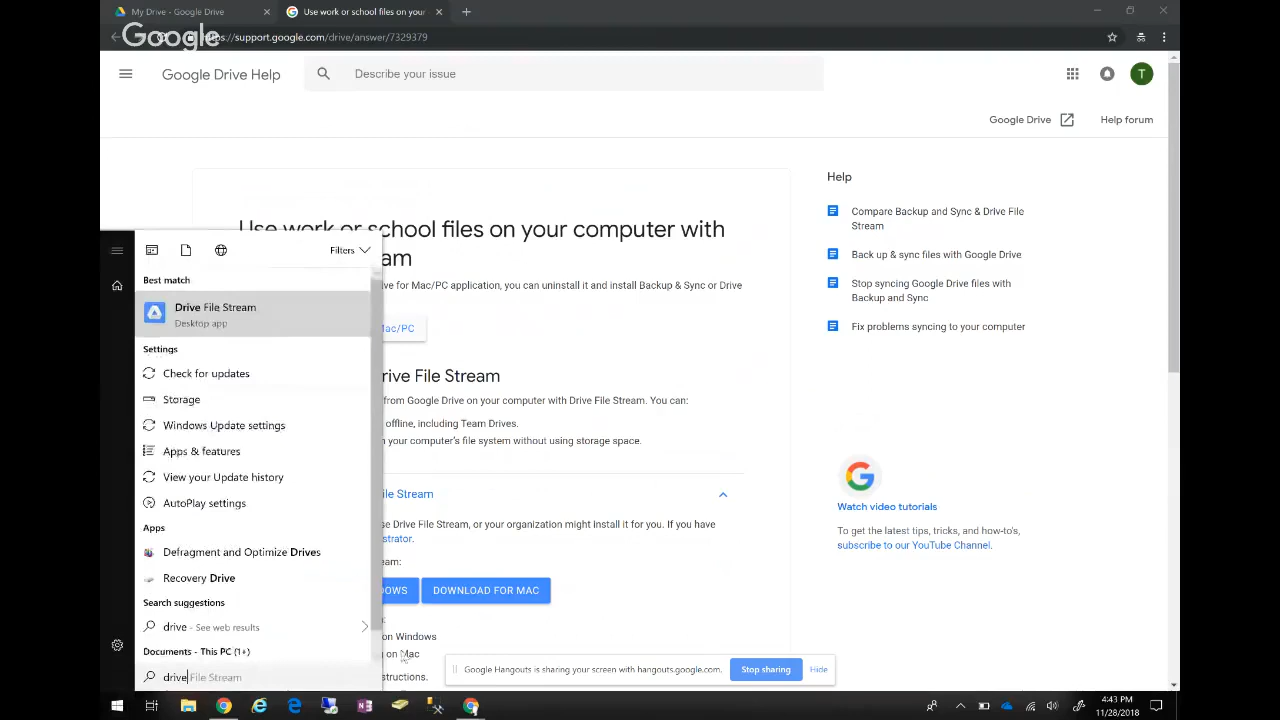 My Drive - Google Drive
Use work or school files on your
Google
https://support.google.com/drive/answer/7329379
Google Drive Help
Describe your issue
T
Google Drive
Help forum
Use work or school files on your computer with
am
ve for Mac/PC application, you can uninstall it and install Backup & Sync or Drive
Mac/PC
rive File Stream
from Google Drive on your computer with Drive File Stream. You can:
offline, including Team Drives.
n your computer's file system without using storage space.
ile Stream
se Drive File Stream, or your organization might install it for you. If you have
strator.
eam:
OWS
DOWNLOAD FOR MAC
on Windows
on Mac
structions.
Help
Compare Backup and Sync & Drive File
Stream
Back up & sync files with Google Drive
Stop syncing Google Drive files with
Backup and Sync
Fix problems syncing to your computer
Watch video tutorials
To get the latest tips, tricks, and how-to's,
subscribe to our YouTube Channel.
Filters
Best match
Drive File Stream
Desktop app
Settings
Check for updates
Storage
Windows Update settings
Apps & features
View your Update history
AutoPlay settings
Apps
Defragment and Optimize Drives
Recovery Drive
Search suggestions
drive - See web results
Documents - This PC (1+)
drive File Stream
Google Hangouts is sharing your screen with hangouts.google.com.
Stop sharing
Hide
4:43 PM
11/28/2018